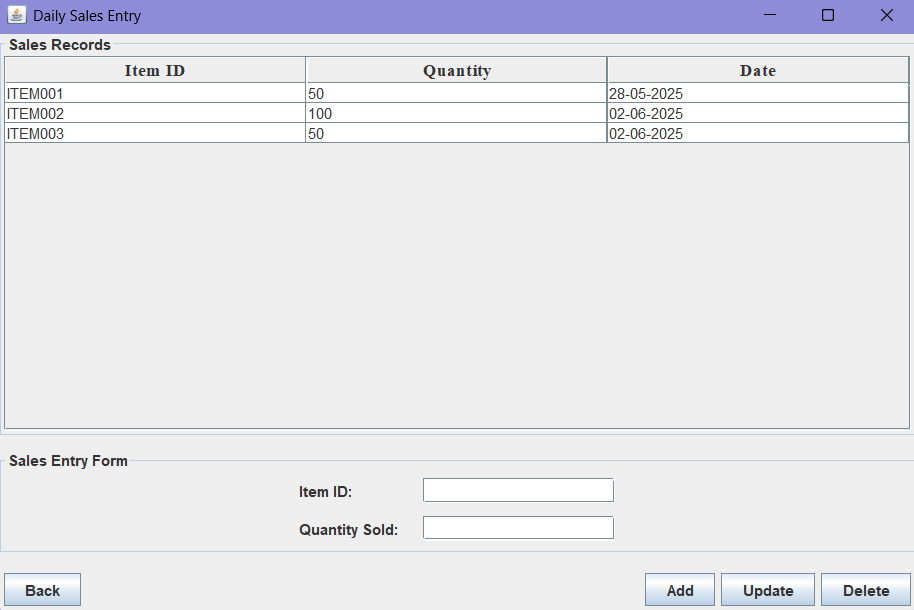 Daily Sales Entry
Sales Records
Item ID Quantity Date
ITEM001 50 28-05-2025
ITEM002 100 02-06-2025
ITEM003 50 02-06-2025
Sales Entry Form
Item ID:
Quantity Sold:
Back Add Update Delete